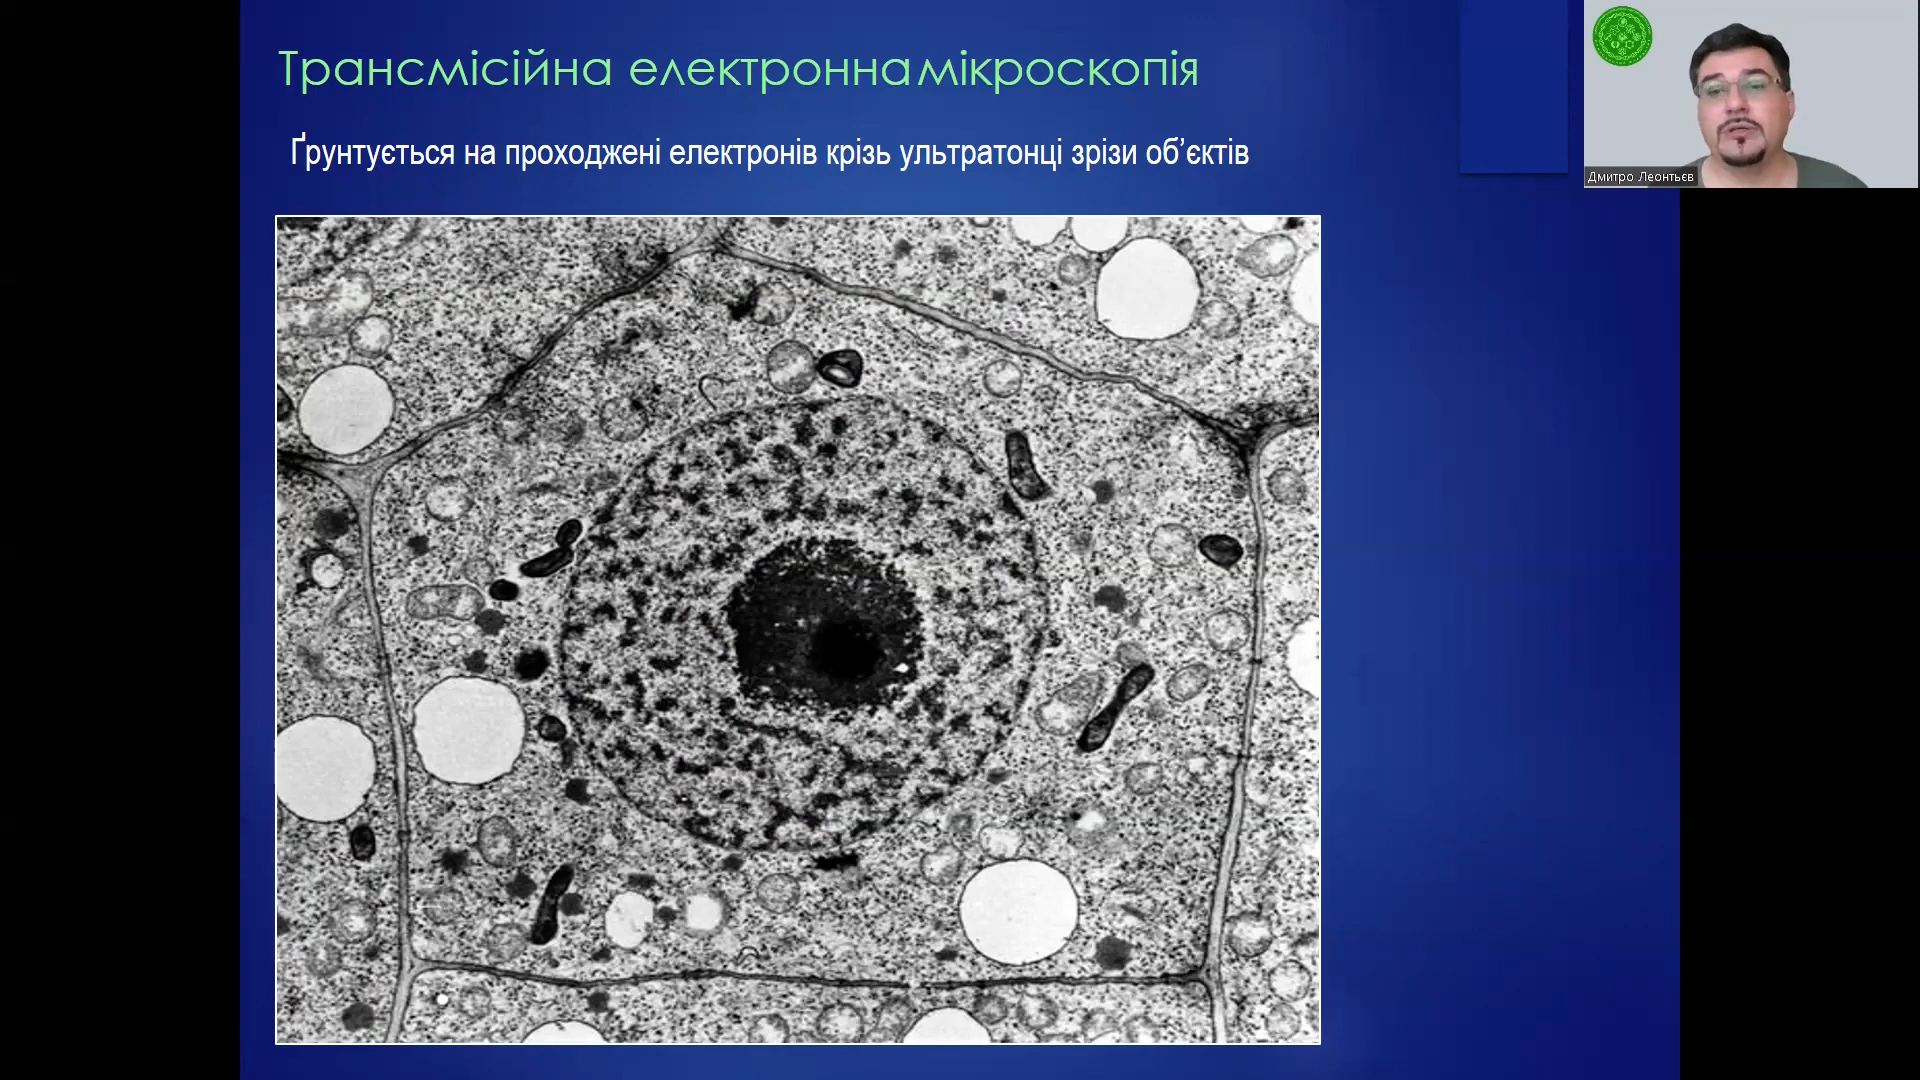 Трансмісійна електронна мікроскопія
Ґрунтується на проходжені електронів крізь ультратонці зрізи об’єктів
Дмитро Леонтьєв